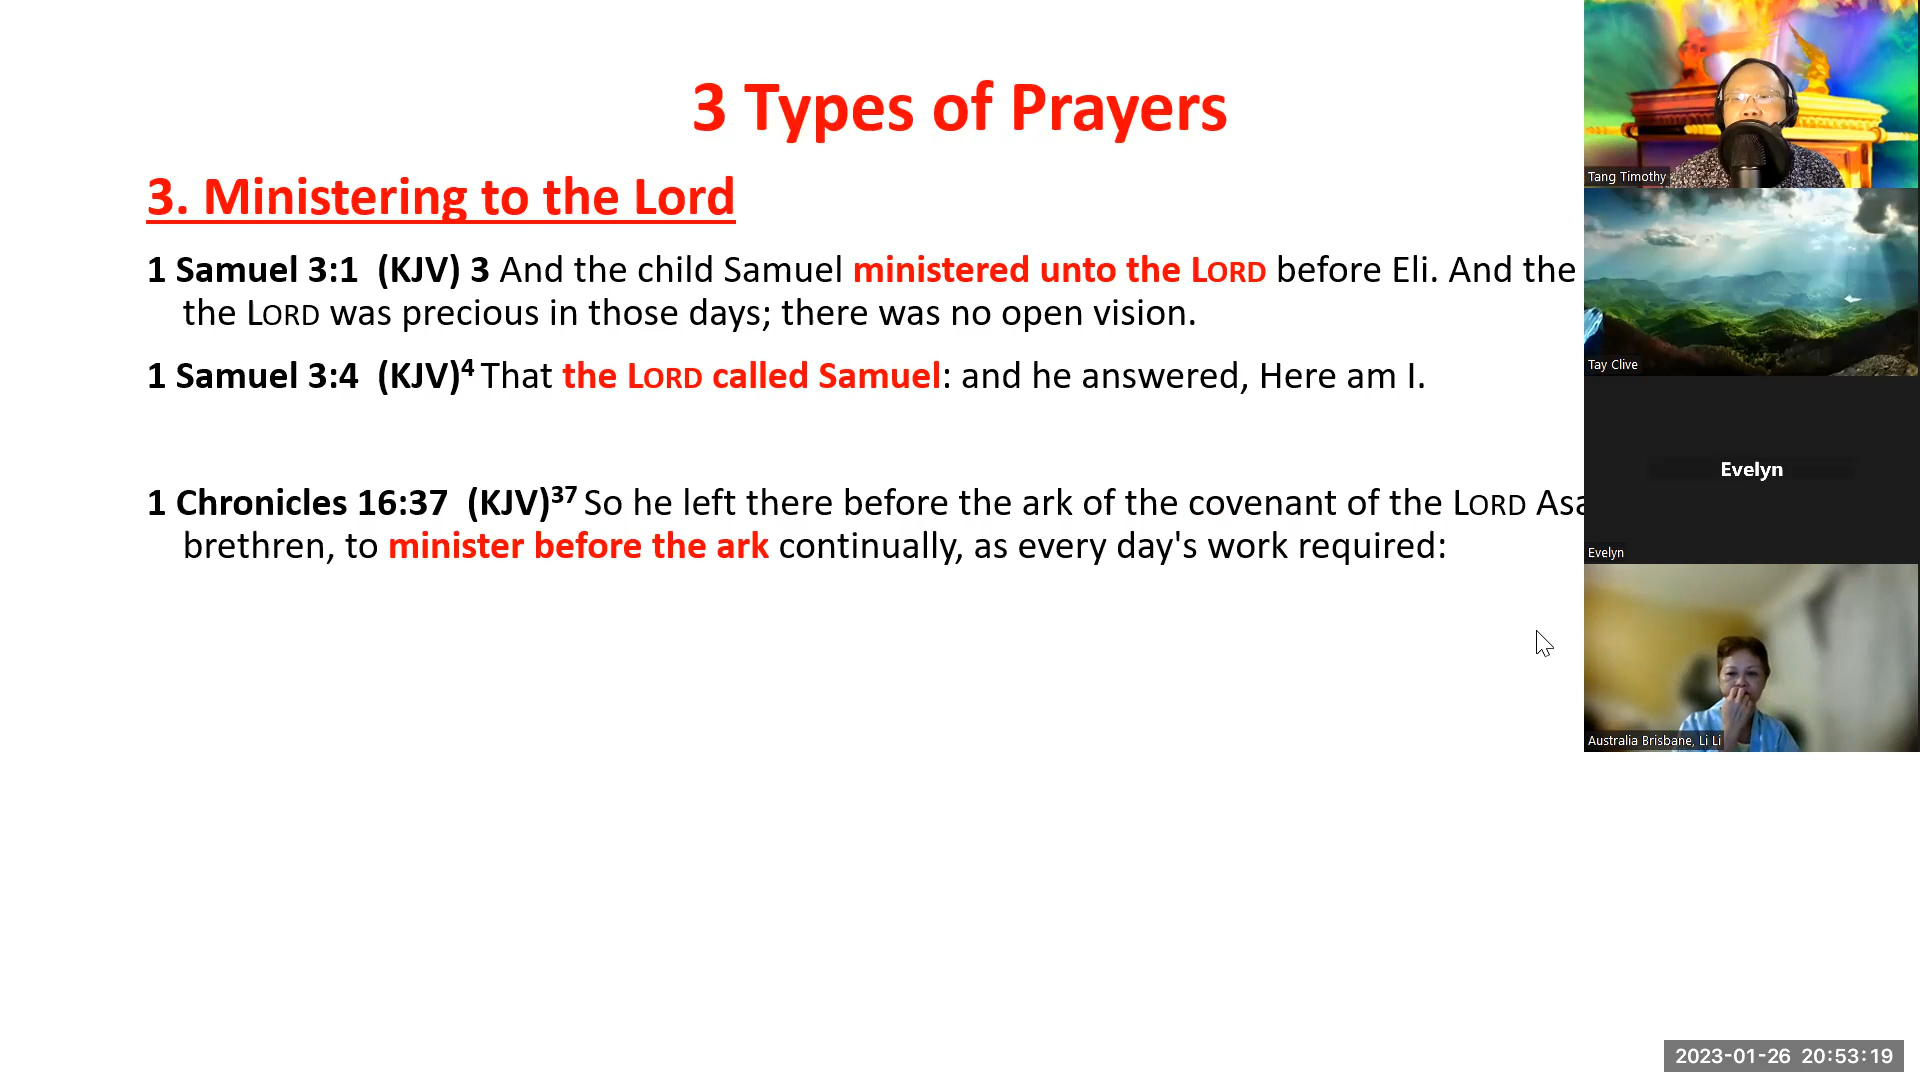 3 Types of Prayers
3. Ministering to the Lord
1 Samuel 3:1 (KJV) 3 And the child Samuel ministered unto the LORD before Eli. And the
the LORD was precious in those days; there was no open vision.
1 Samuel 3:4 (KJV)4 That the LORD called Samuel: and he answered, Here am I.
1 Chronicles 16:37 (KJV)37 So he left there before the ark of the covenant of the LORD
brethren, to minister before the ark continually, as every day's work required:
Tang Timothy
Tay Clive
Evelyn
Evelyn
Australia Brisbane, Li Li
2023-01-26 20:53:19